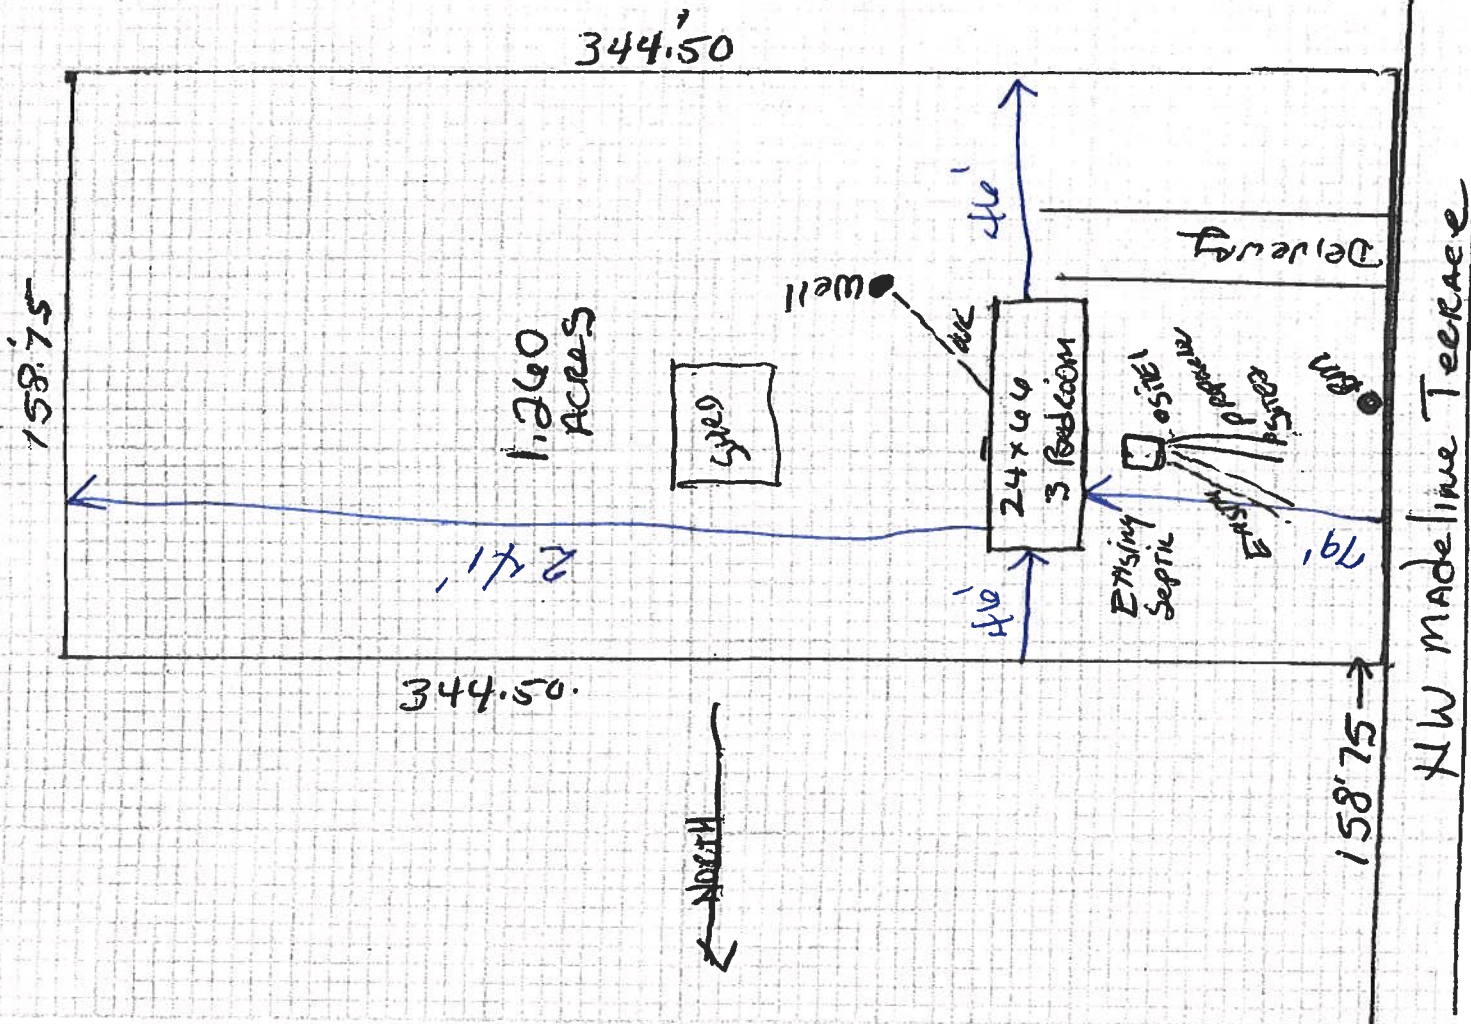 344.50'
158.75'
1.260
ACRES
Shed
Well
24 x 66
3 Bedroom
46'
46'
241'
79'
Driveway
Existing
Septic
BM
344.50.
158'75 →
North
NW Madeline Terrace